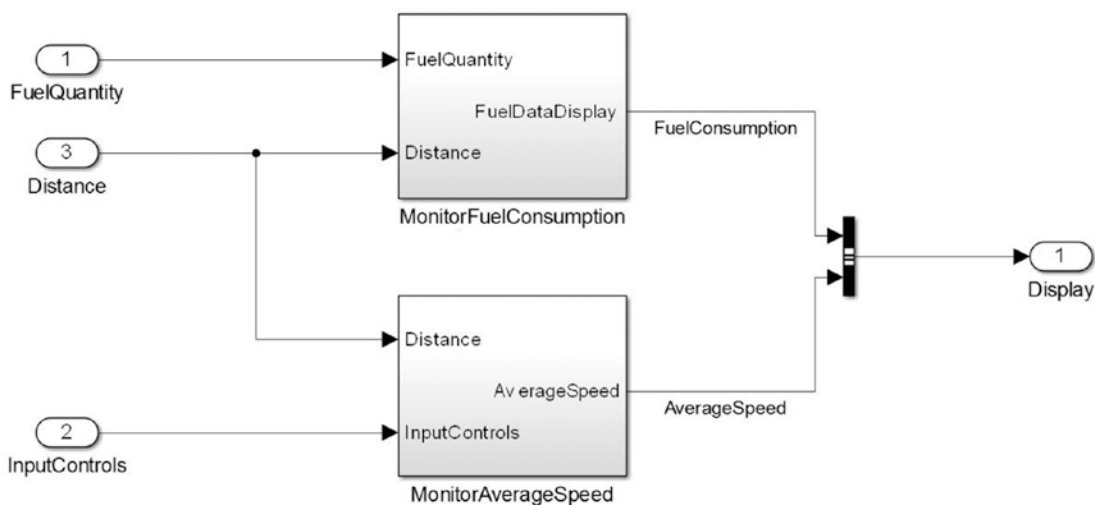 1
FuelQuantity
3
Distance
2
InputControls
FuelQuantity
FuelDataDisplay
Distance
MonitorFuelConsumption
Distance
AverageSpeed
InputControls
MonitorAverageSpeed
FuelConsumption
AverageSpeed
1
Display